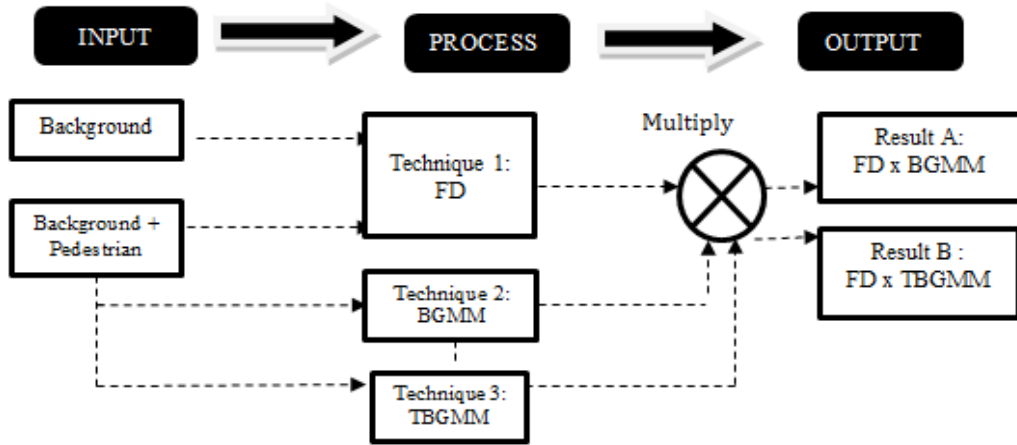 INPUT
PROCESS
OUTPUT
Background
Technique 1:
FD
Multiply
Result A:
FD x BGMM
Background +
Pedestrian
Result B :
FD x TBGMM
Technique 2:
BGMM
Technique 3:
TBGMM